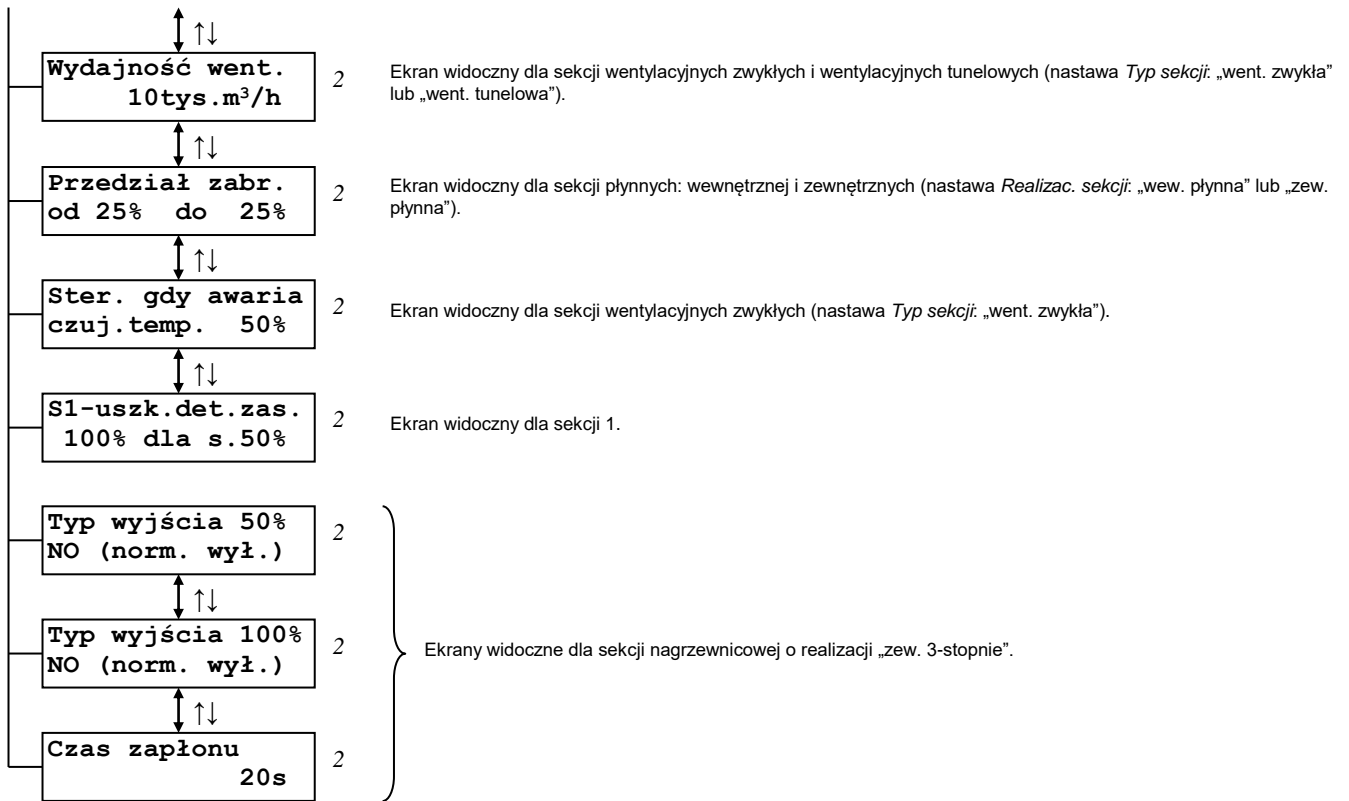 ↑↓
Wydajność went.
10tys.m³/h
2
Ekran widoczny dla sekcji wentylacyjnych zwykłych i wentylacyjnych tunelowych (nastawa Typ sekcji: „went. zwykła”
lub „went. tunelowa”).
↑↓
Przedział zabr.
od 25% do 25%
2
Ekran widoczny dla sekcji płynnych: wewnętrznej i zewnętrznych (nastawa Realizac. sekcji: „wew. płynna” lub „zew.
płynna”).
↑↓
Ster. gdy awaria
czuj.temp. 50%
2
Ekran widoczny dla sekcji wentylacyjnych zwykłych (nastawa Typ sekcji: „went. zwykła”).
↑↓
S1-uszk.det.zas.
100% dla s.50%
2
Ekran widoczny dla sekcji 1.
Typ wyjścia 50%
NO (norm. wył.)
2
↑↓
Typ wyjścia 100%
NO (norm. wył.)
2
Ekrany widoczne dla sekcji nagrzewnicowej o realizacji „zew. 3-stopnie”.
↑↓
Czas zapłonu
20s
2